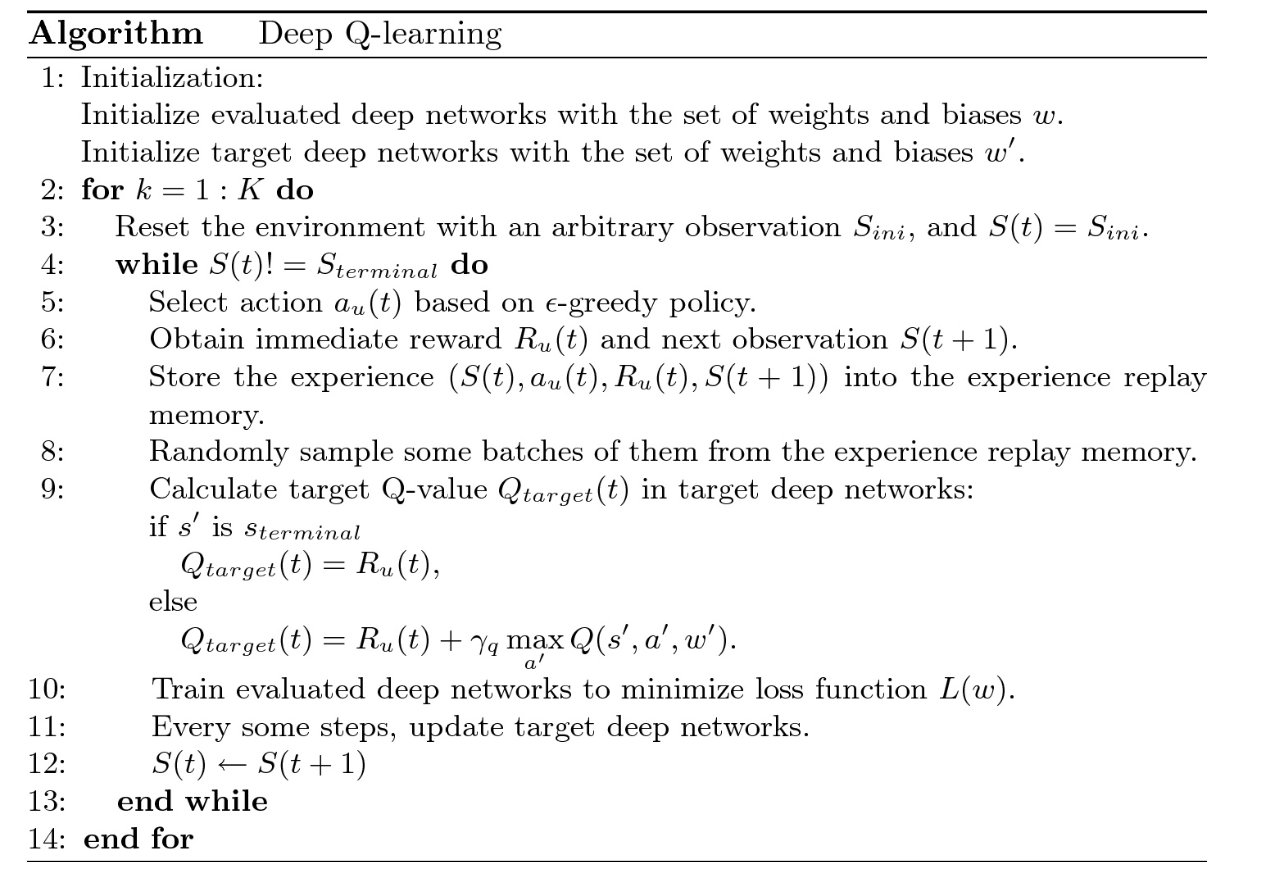 Algorithm Deep Q-learning
1: Initialization:
Initialize evaluated deep networks with the set of weights and biases w.
Initialize target deep networks with the set of weights and biases w′.
2: for k = 1 : K do
3: Reset the environment with an arbitrary observation S_{ini}, and S(t) = S_{ini}.
4: while S(t)! = S_{terminal} do
5: Select action a_u(t) based on ϵ-greedy policy.
6: Obtain immediate reward R_u(t) and next observation S(t + 1).
7: Store the experience (S(t), a_u(t), R_u(t), S(t + 1)) into the experience replay
memory.
8: Randomly sample some batches of them from the experience replay memory.
9: Calculate target Q-value Q_{target}(t) in target deep networks:
if s′ is s_{terminal}
Q_{target}(t) = R_u(t),
else
Q_{target}(t) = R_u(t) + γ_q max_{a′} Q(s′, a′, w′).
10: Train evaluated deep networks to minimize loss function L(w).
11: Every some steps, update target deep networks.
12: S(t) ← S(t + 1)
13: end while
14: end for